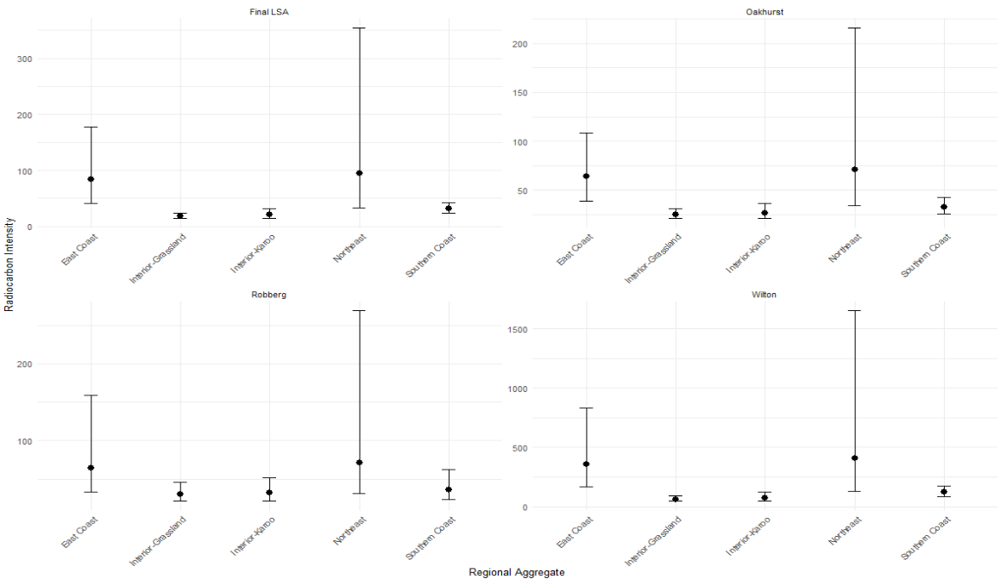 Final LSA
Oakhurst
300
200
100
0
200
150
100
50
East Coast
Interior-Grassland
Interior-Karoo
Northeast
Southern Coast
East Coast
Interior-Grassland
Interior-Karoo
Northeast
Southern Coast
Radiocarbon Intensity
Robberg
Wilton
200
100
1500
1000
500
0
East Coast
Interior-Grassland
Interior-Karoo
Northeast
Southern Coast
East Coast
Interior-Grassland
Interior-Karoo
Northeast
Southern Coast
Regional Aggregate